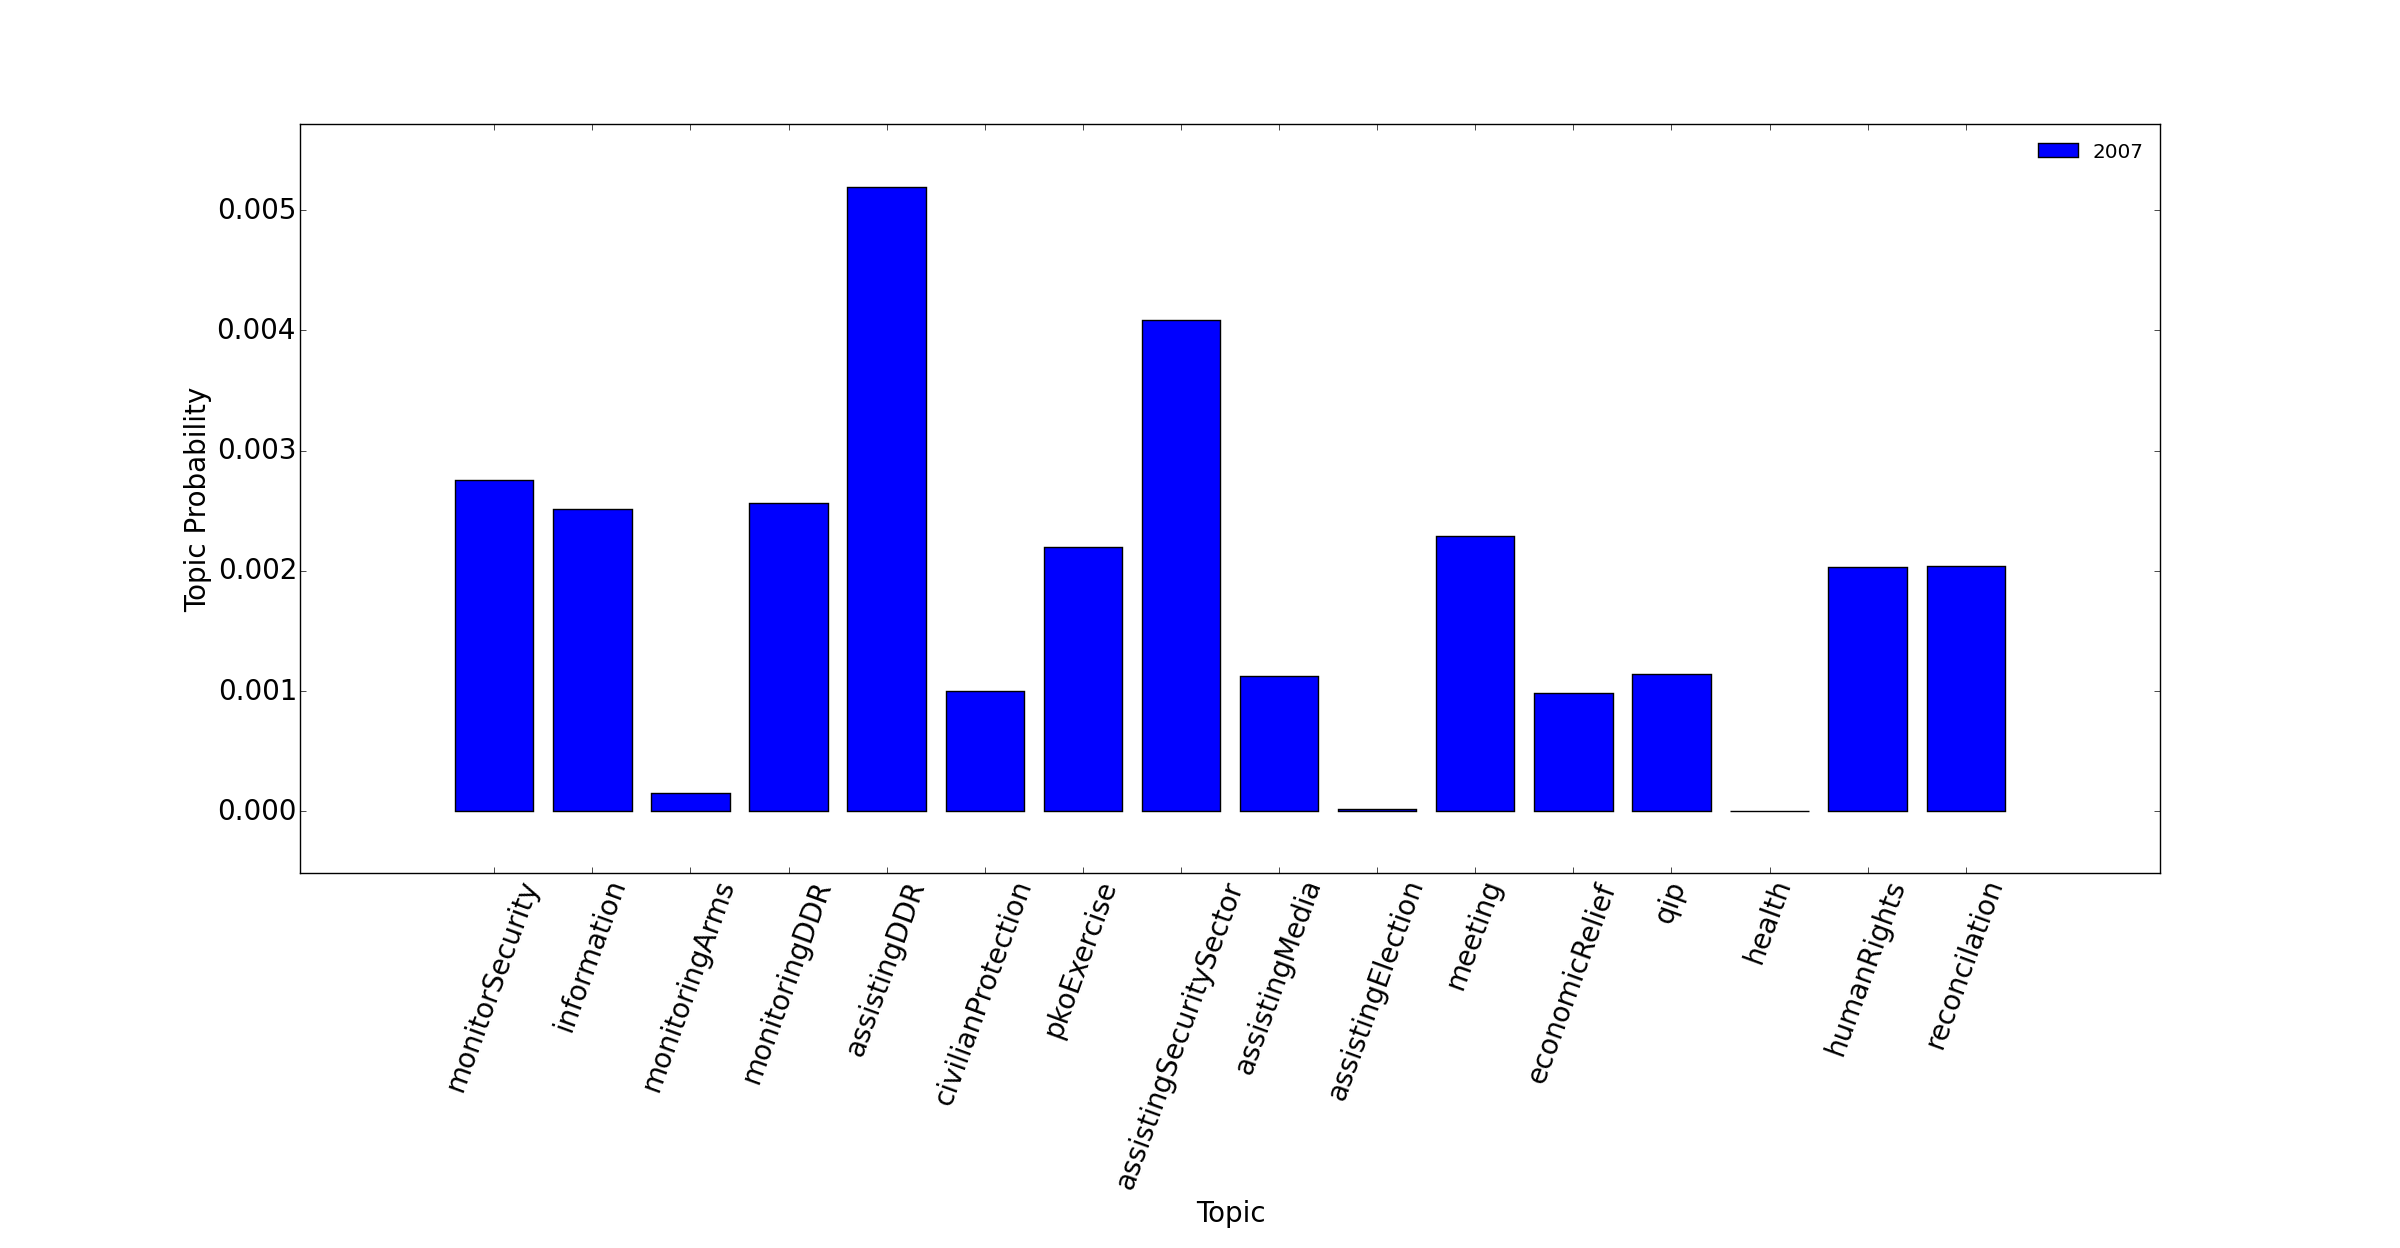 2007
0.005
0.004
0.003
0.002
0.001
0.000
Topic Probability
monitorSecurity
information
monitoringArms
monitoringDDR
assistingDDR
civilianProtection
pkoExercise
assistingSecuritySector
assistingMedia
assistingElection
meeting
economicRelief
qip
health
humanRights
reconcilation
Topic